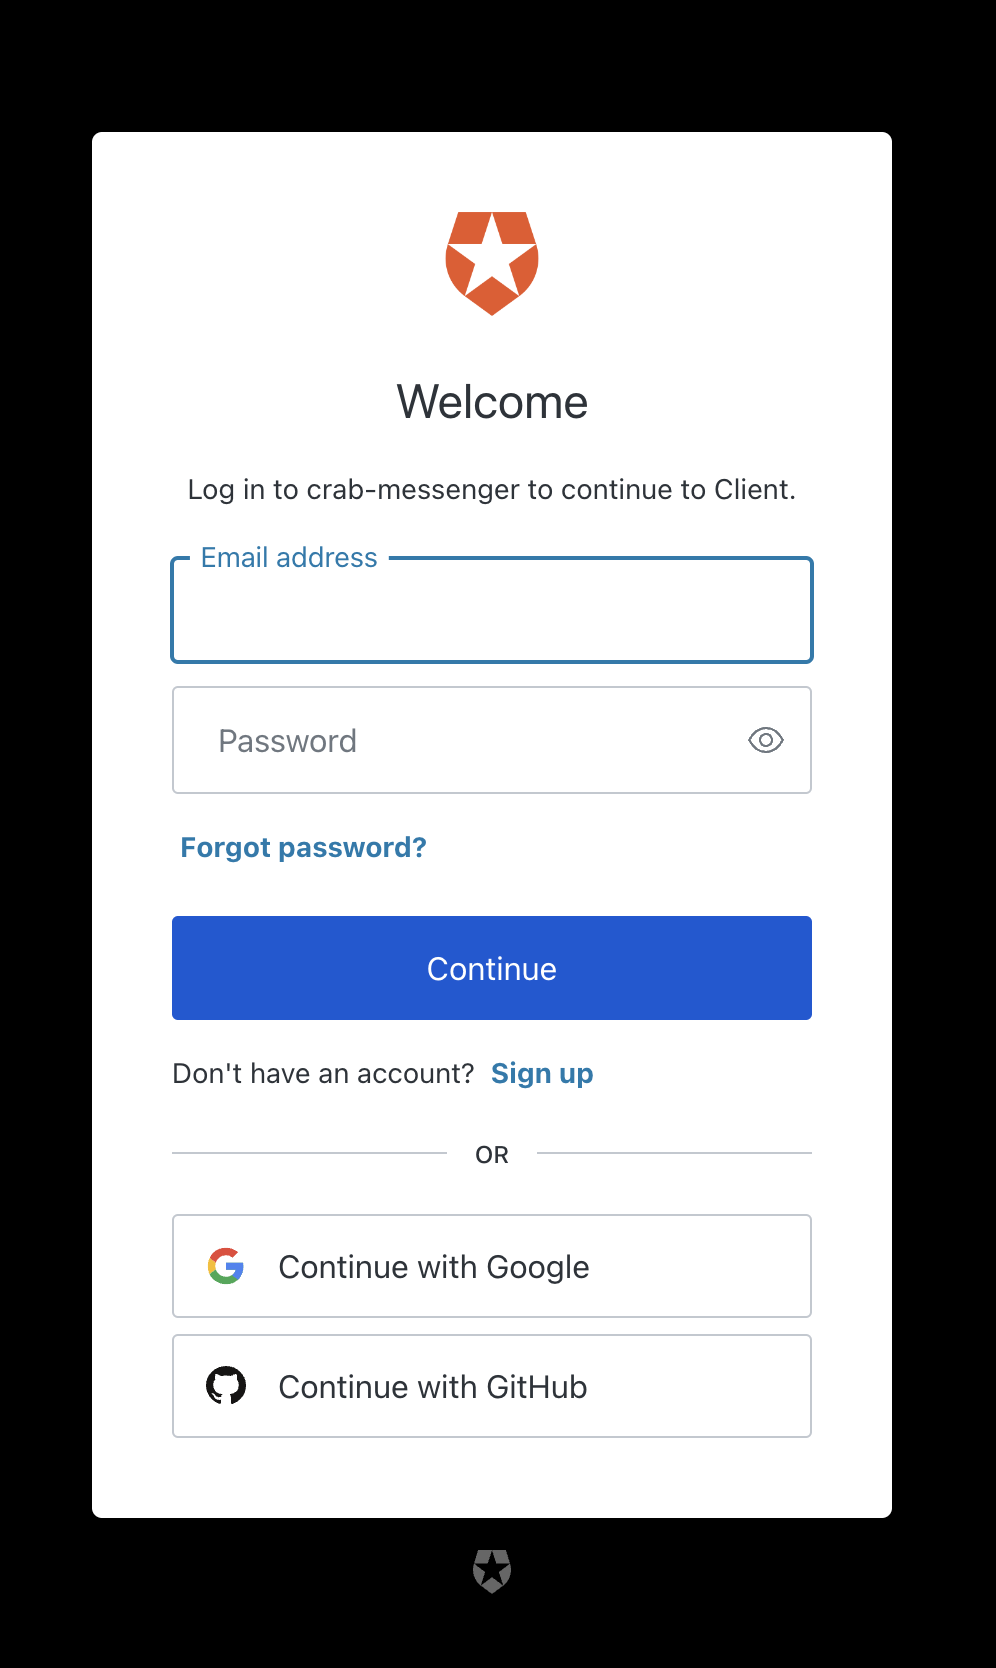 Welcome
Log in to crab-messenger to continue to Client.
Email address
Password
Forgot password?
Continue
Don't have an account? Sign up
OR
Continue with Google
Continue with GitHub